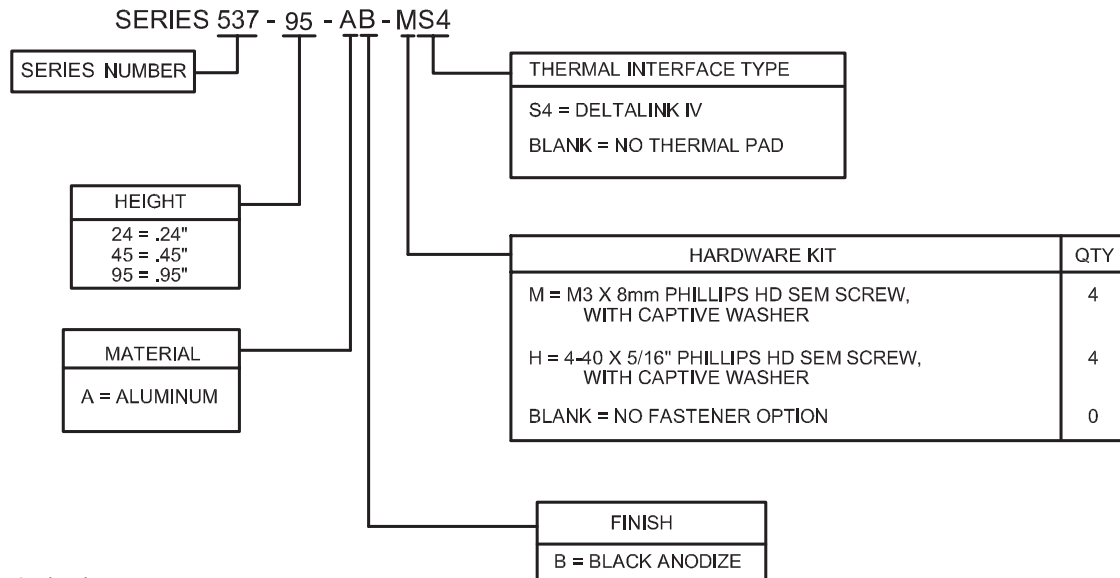 SERIES 537 - 95 - AB - MS4
SERIES NUMBER
THERMAL INTERFACE TYPE
S4 = DELTALINK IV
BLANK = NO THERMAL PAD
HEIGHT
24 = .24"
45 = .45"
95 = .95"
HARDWARE KIT QTY
M = M3 X 8mm PHILLIPS HD SEM SCREW, 4
WITH CAPTIVE WASHER
H = 4-40 X 5/16" PHILLIPS HD SEM SCREW, 4
WITH CAPTIVE WASHER
BLANK = NO FASTENER OPTION 0
MATERIAL
A = ALUMINUM
FINISH
B = BLACK ANODIZE